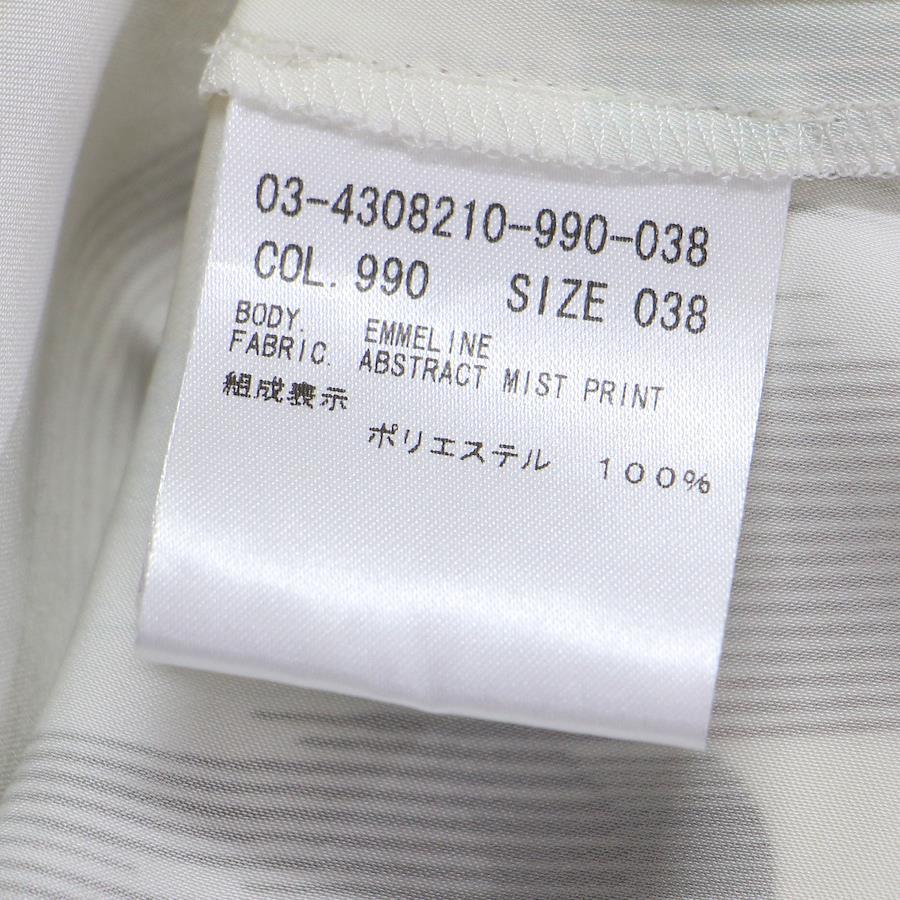 03-4308210-990-038
COL. 990 SIZE 038
BODY. EMMELINE
FABRIC. ABSTRACT MIST PRINT
組成表示
ポリエステル 100%